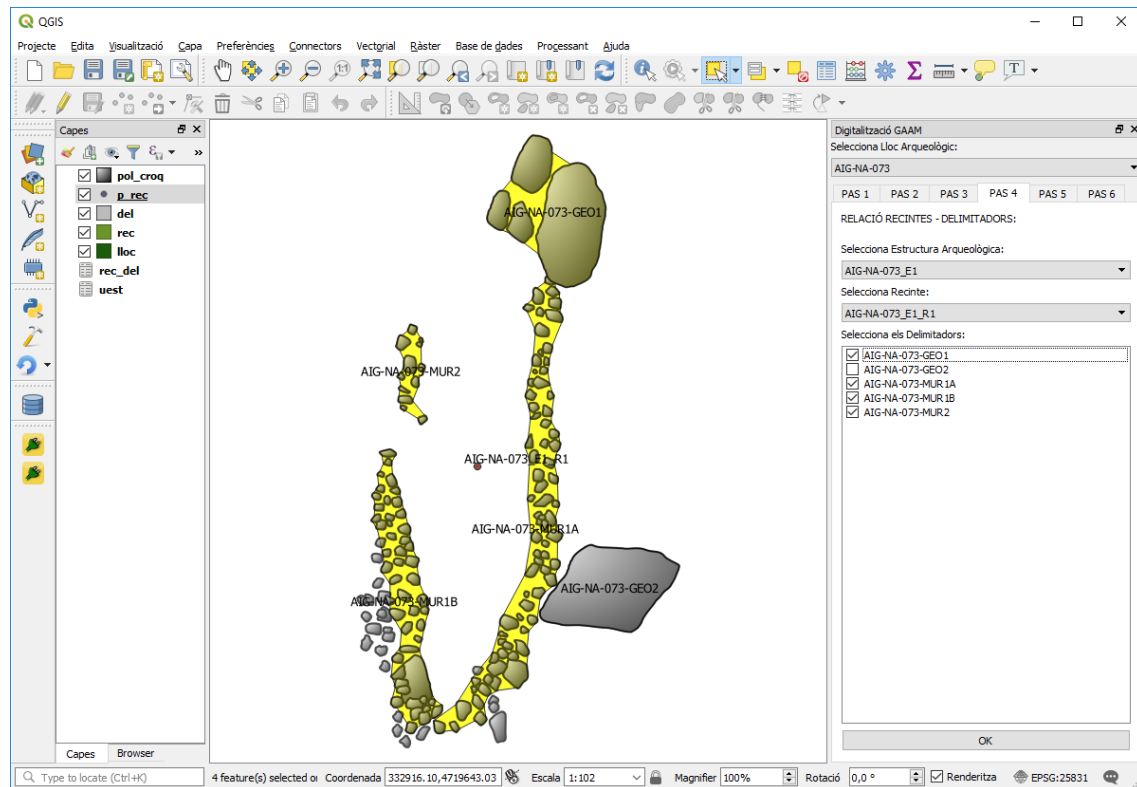 QGIS
Projecte Edita Visualització Capa Preferències Connectors Vectorial Ràster Base de dades Processant Ajuda
Capes
pol_croq
p_rec
del
rec
lloc
rec_del
uest
Capes Browser
AIG-NA-073-GEO1
AIG-NA-073-MUR2
AIG-NA-073_E1_R1
AIG-NA-073-MUR1A
AIG-NA-073-GEO2
AIG-NA-073-MUR1B
Digitalització GAAM
Selecciona Lloc Arqueològic:
AIG-NA-073
PAS 1 PAS 2 PAS 3 PAS 4 PAS 5 PAS 6
RELACIÓ RECINTES - DELIMITADORS:
Selecciona Estructura Arqueològica:
AIG-NA-073_E1
Selecciona Recinte:
AIG-NA-073_E1_R1
Selecciona els Delimitadors:
AIG-NA-073-GEO1
AIG-NA-073-GEO2
AIG-NA-073-MUR1A
AIG-NA-073-MUR1B
AIG-NA-073-MUR2
OK
Type to locate (Ctrl+K) 4 feature(s) selected or Coordenada 332916.10,4719643.03 Escala 1:102 Magnifier 100% Rotació 0,0 ° Renderitza EPSG:25831